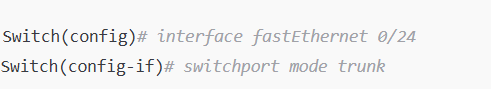 Switch(config)# interface fastEthernet 0/24
Switch(config-if)# switchport mode trunk